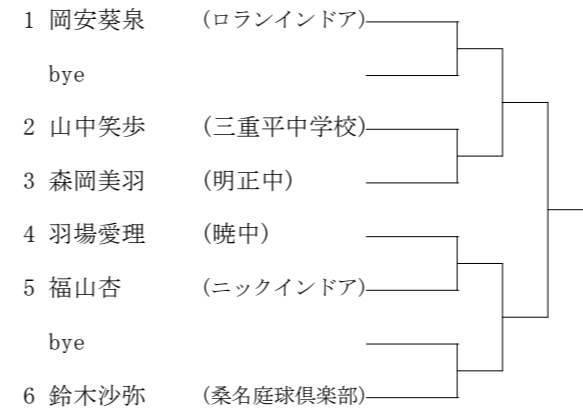 1 岡安葵泉 (ロランインドア)
bye
2 山中笑歩 (三重平中学校)
3 森岡美羽 (明正中)
4 羽場愛理 (暁中)
5 福山杏 (ニックインドア)
bye
6 鈴木沙弥 (桑名庭球倶楽部)